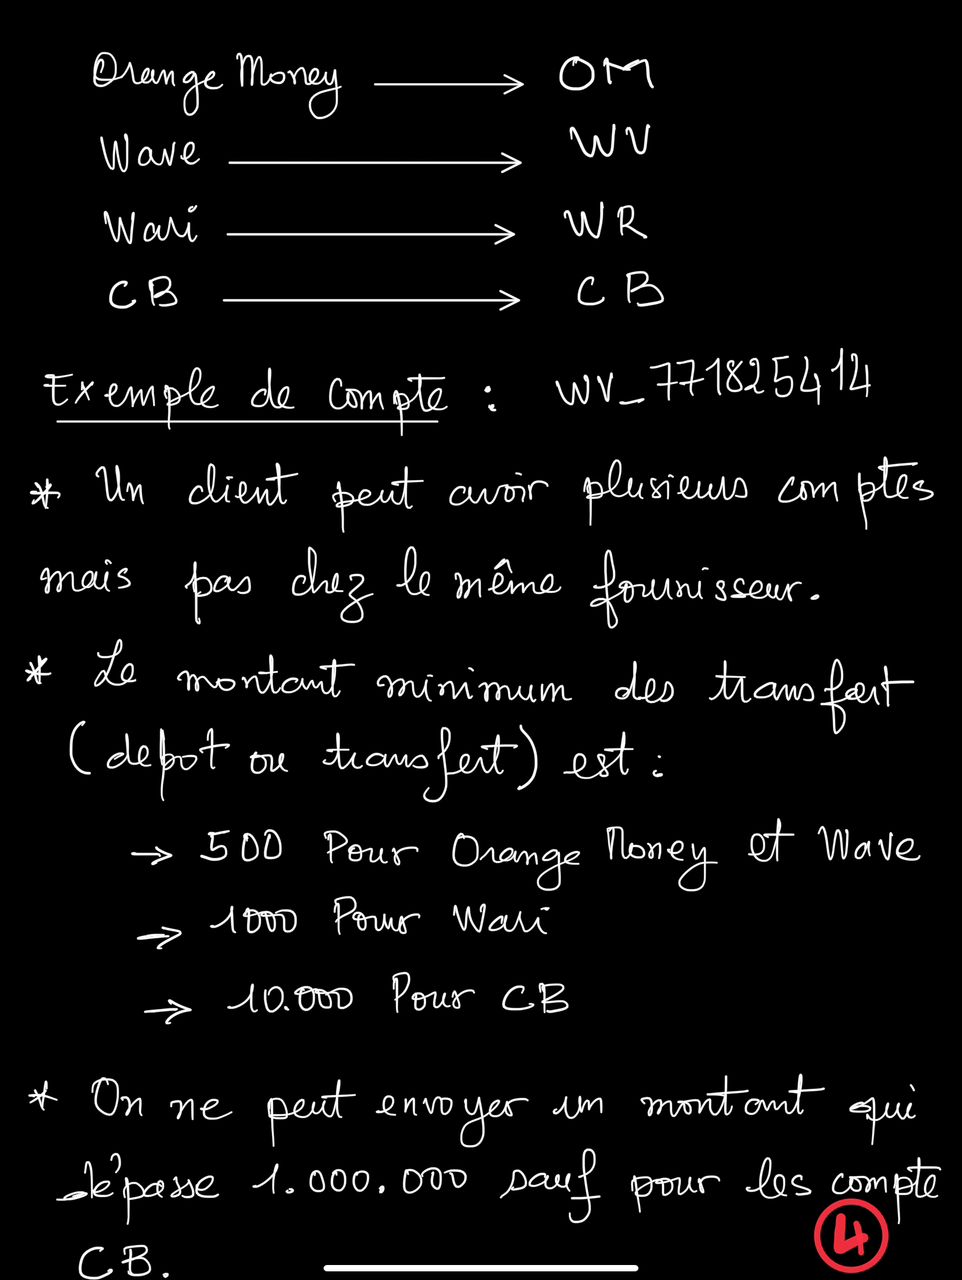 Orange Money → OM
Wave → WV
Wari → WR
CB → CB
Exemple de compte : WV_771825414
* Un client peut avoir plusieurs comptes
mais pas chez le même fournisseur.
* Le montant minimum des transfert
(depot ou transfert) est :
→ 500 Pour Orange Money et Wave
→ 1000 Pour Wari
→ 10.000 Pour CB
* On ne peut envoyer un montant qui
dépasse 1.000.000 sauf pour les compte
CB.
4